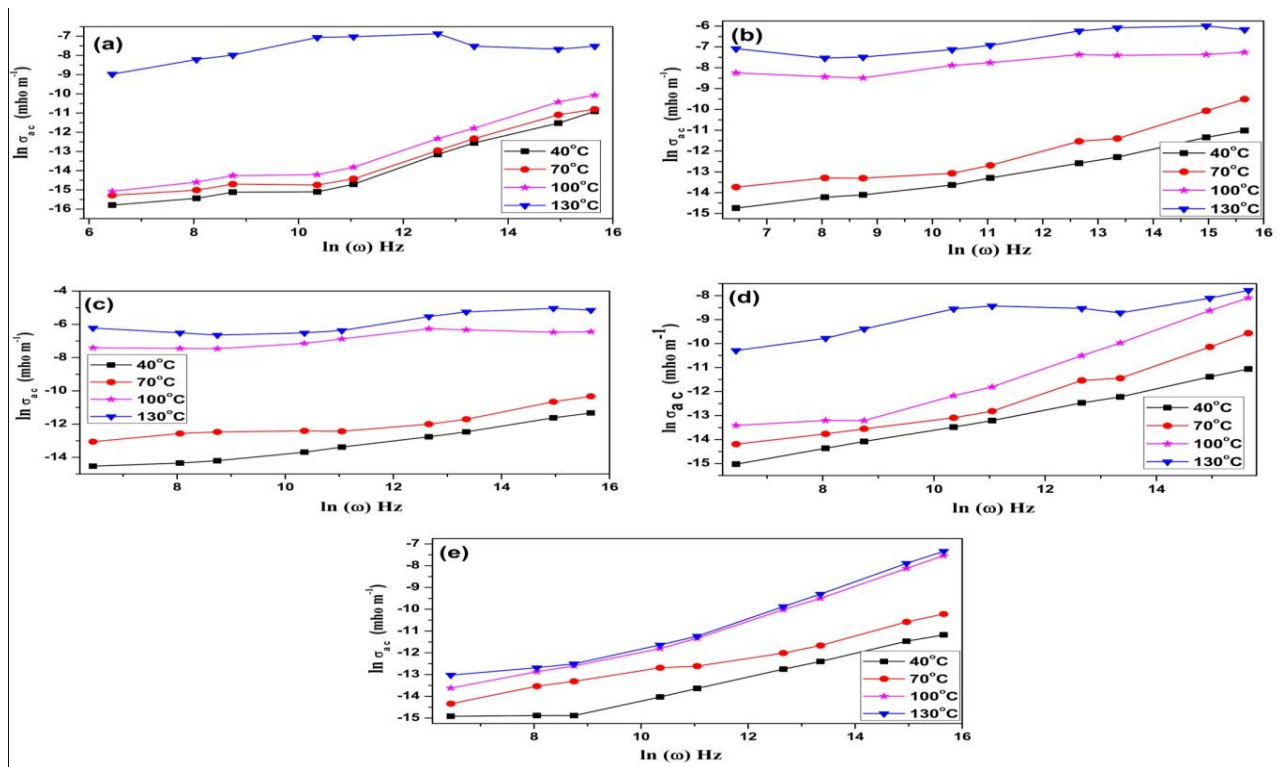 (a)
-7
-8
-9
-10
-11
-12
-13
-14
-15
-16
ln σac (mho m-1)
40°C
70°C
100°C
130°C
6
8
10
12
14
16
ln (ω) Hz
(b)
-6
-7
-8
-9
-10
-11
-12
-13
-14
-15
ln σac (mho m-1)
40°C
70°C
100°C
130°C
7
8
9
10
11
12
13
14
15
16
ln (ω) Hz
(c)
-4
-6
-8
-10
-12
-14
ln σac (mho m-1)
40°C
70°C
100°C
130°C
8
10
12
14
16
ln (ω) Hz
(d)
-8
-9
-10
-11
-12
-13
-14
-15
ln σac (mho m-1)
40°C
70°C
100°C
130°C
8
10
12
14
ln (ω) Hz
(e)
-7
-8
-9
-10
-11
-12
-13
-14
-15
ln σac (mho m-1)
40°C
70°C
100°C
130°C
8
10
12
14
16
ln (ω) Hz